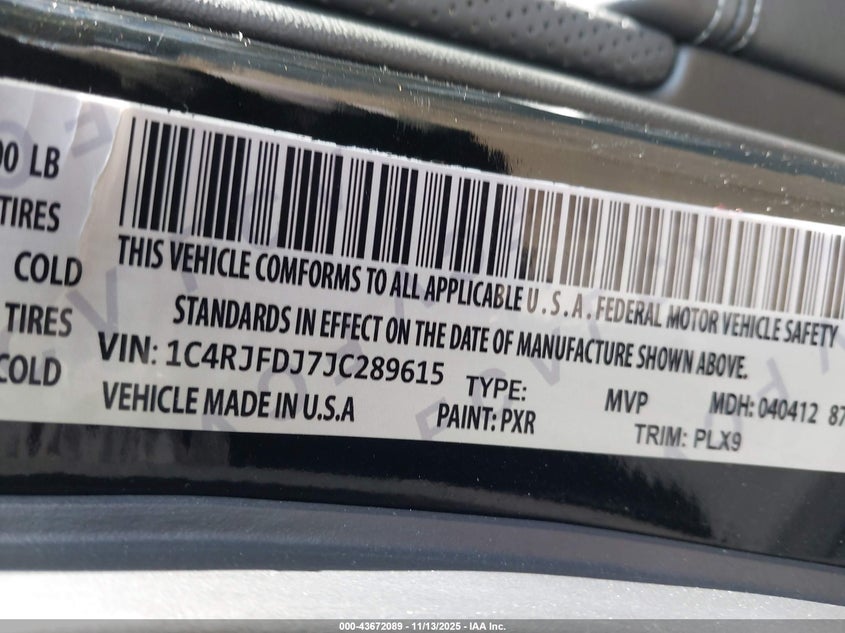 00 LB
TIRES
COLD
TIRES
COLD
THIS VEHICLE COMFORMS TO ALL APPLICABLE U.S.A. FEDERAL MOTOR VEHICLE SAFETY
STANDARDS IN EFFECT ON THE DATE OF MANUFACTURE SHOWN ABOVE.
VIN: 1C4RJFDJ7JC289615 TYPE: MVP MDH: 040412 87
VEHICLE MADE IN U.S.A PAINT: PXR TRIM: PLX9
000-43672089 - 11/13/2025 - IAA Inc.